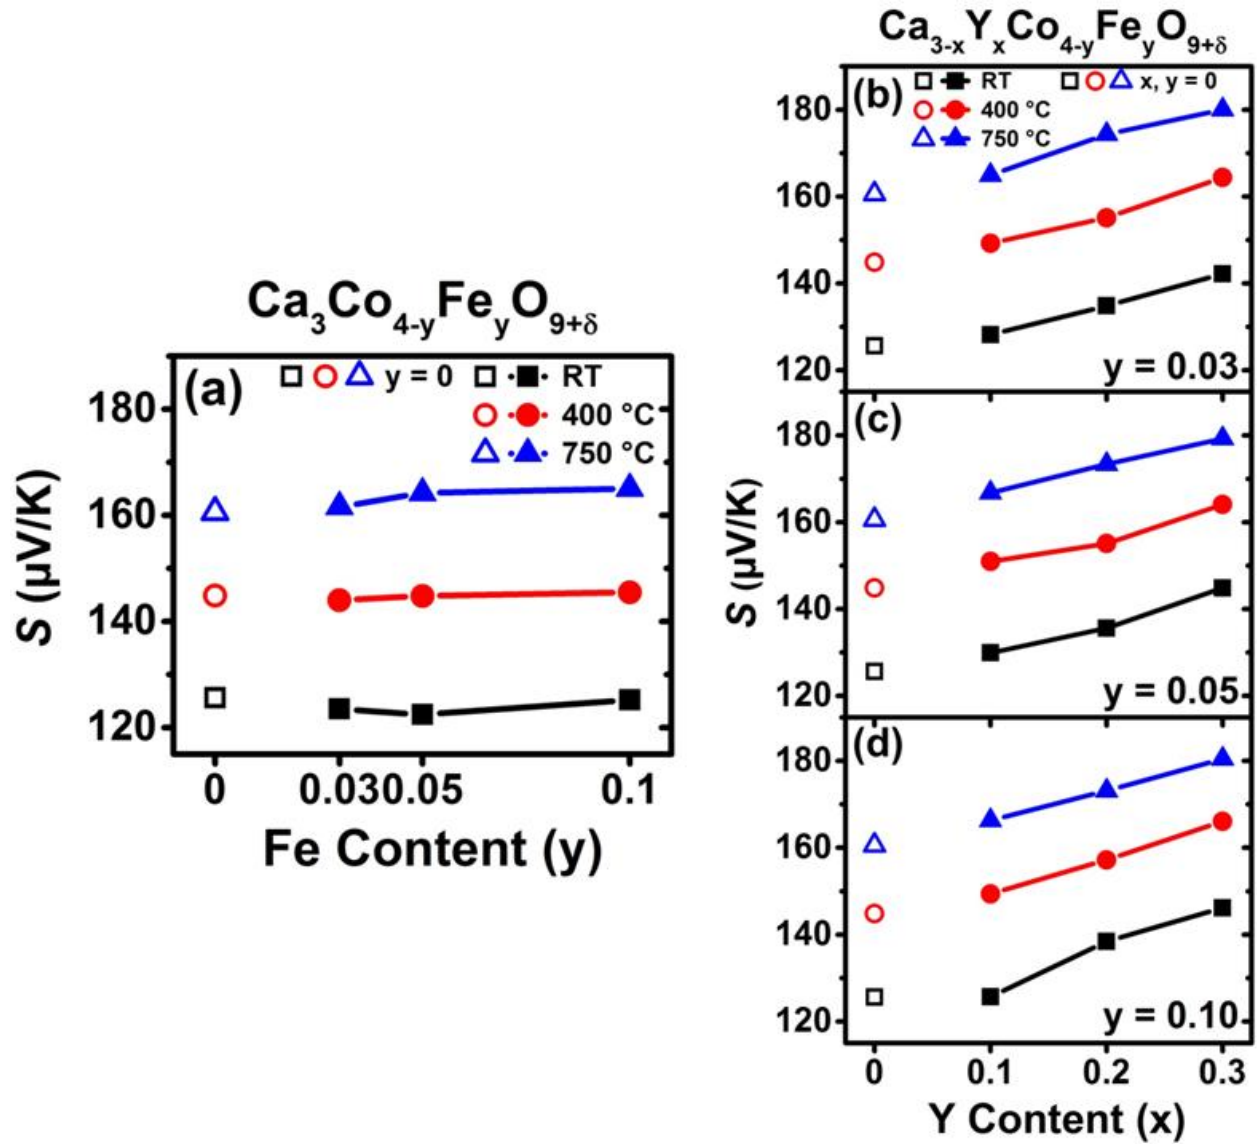 Ca₃Co₄₋yFeyO₉₊δ
(a) y = 0 RT
400 °C
750 °C
180
160
140
120
S (µV/K)
0 0.03 0.05 0.1
Fe Content (y)
Ca₃₋ₓYₓCo₄₋yFeyO₉₊δ
(b) RT x, y = 0
400 °C
750 °C
180
160
140
120
y = 0.03
(c)
180
160
140
120
y = 0.05
S (µV/K)
(d)
180
160
140
120
y = 0.10
0 0.1 0.2 0.3
Y Content (x)